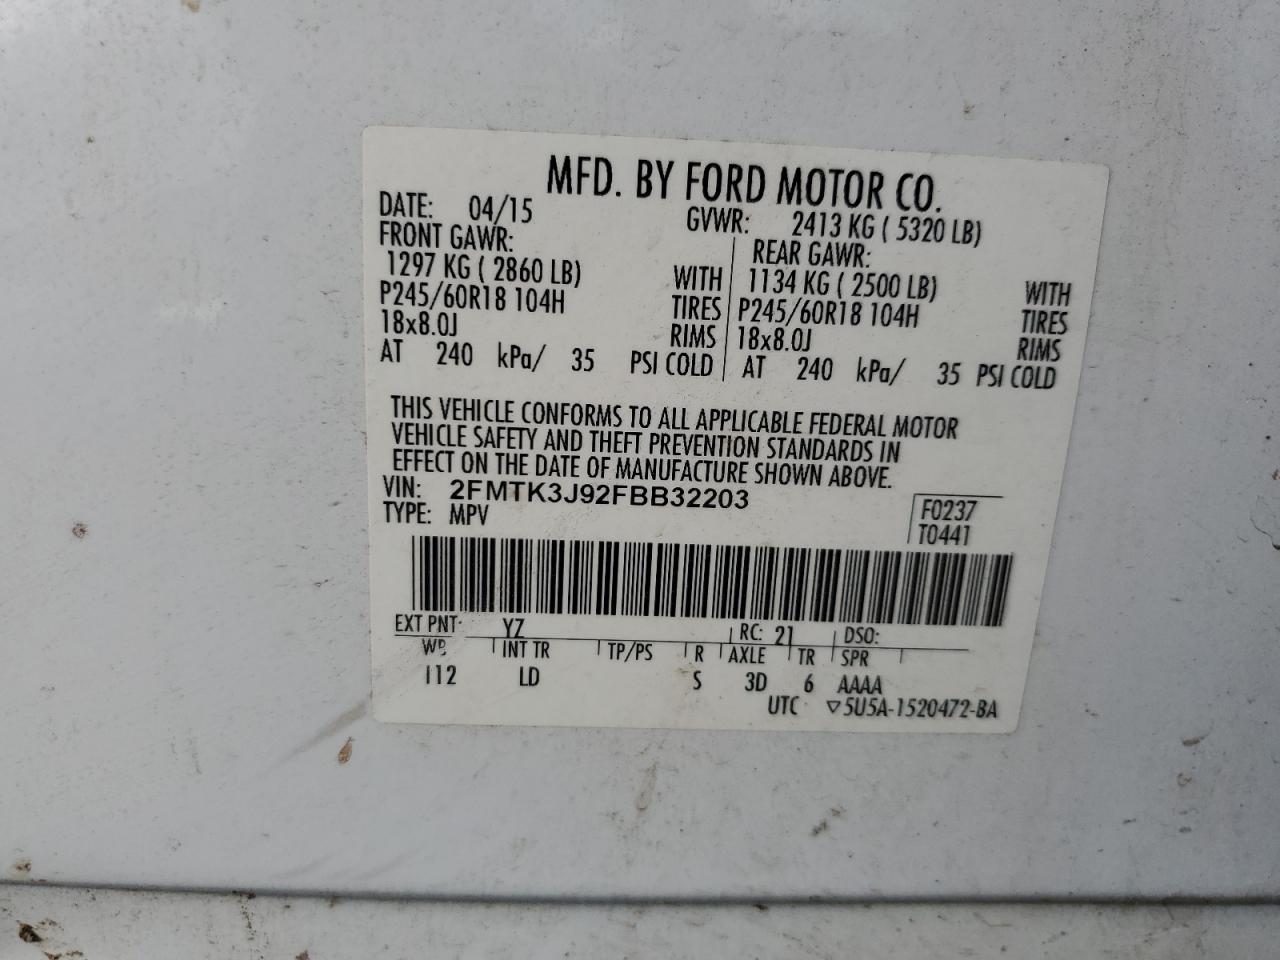 MFD. BY FORD MOTOR CO.
DATE: 04/15 GVWR: 2413 KG ( 5320 LB)
FRONT GAWR: REAR GAWR:
1297 KG ( 2860 LB) WITH 1134 KG ( 2500 LB) WITH
P245/60R18 104H TIRES P245/60R18 104H TIRES
18x8.0J RIMS 18x8.0J RIMS
AT 240 kPa/ 35 PSI COLD AT 240 kPa/ 35 PSI COLD
THIS VEHICLE CONFORMS TO ALL APPLICABLE FEDERAL MOTOR
VEHICLE SAFETY AND THEFT PREVENTION STANDARDS IN
EFFECT ON THE DATE OF MANUFACTURE SHOWN ABOVE.
VIN: 2FMTK3J92FBB32203 F0237
TYPE: MPV T0441
EXT PNT: YZ RC: 21 DSO:
WB INT TR TP/PS R AXLE TR SPR
112 LD S 3D 6 AAAA
UTC ▽5U5A-1520472-BA